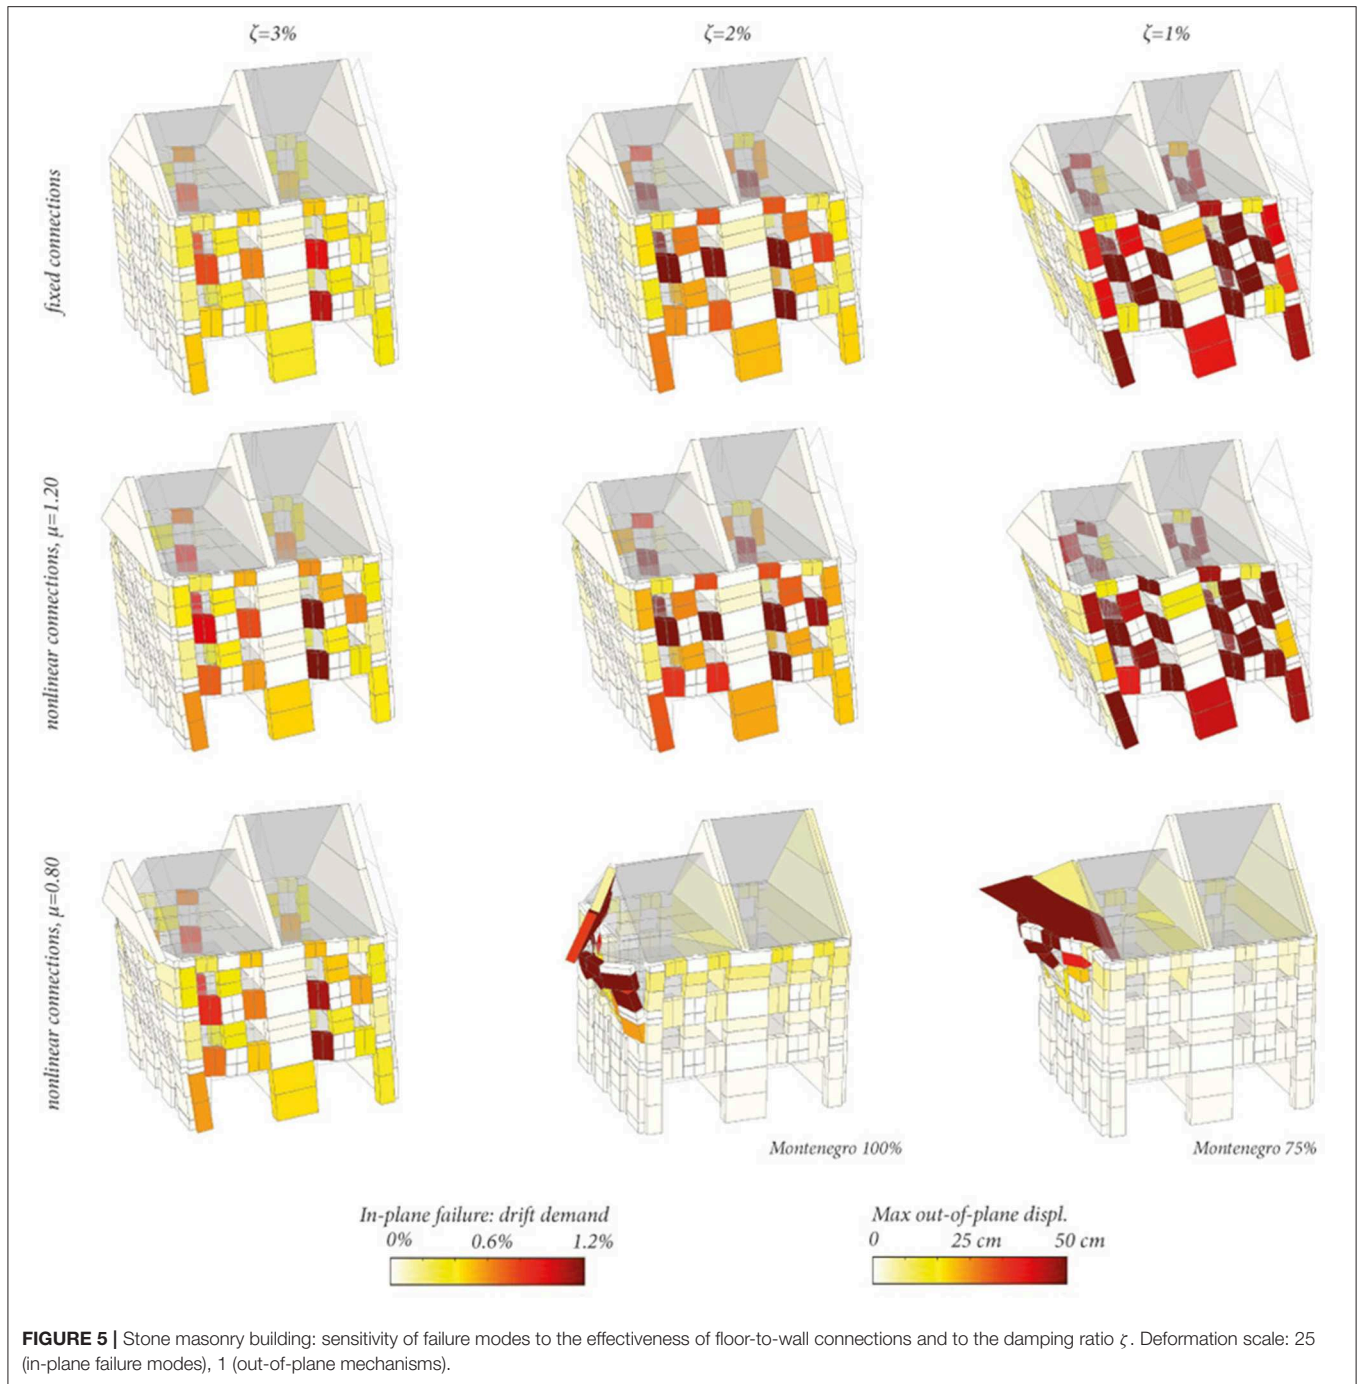 ζ=3%
ζ=2%
ζ=1%
fixed connections
nonlinear connections, μ=1.20
nonlinear connections, μ=0.80
Montenegro 100%
Montenegro 75%
In-plane failure: drift demand
0% 0.6% 1.2%
Max out-of-plane displ.
0 25 cm 50 cm
FIGURE 5 | Stone masonry building: sensitivity of failure modes to the effectiveness of floor-to-wall connections and to the damping ratio ζ. Deformation scale: 25
(in-plane failure modes), 1 (out-of-plane mechanisms).